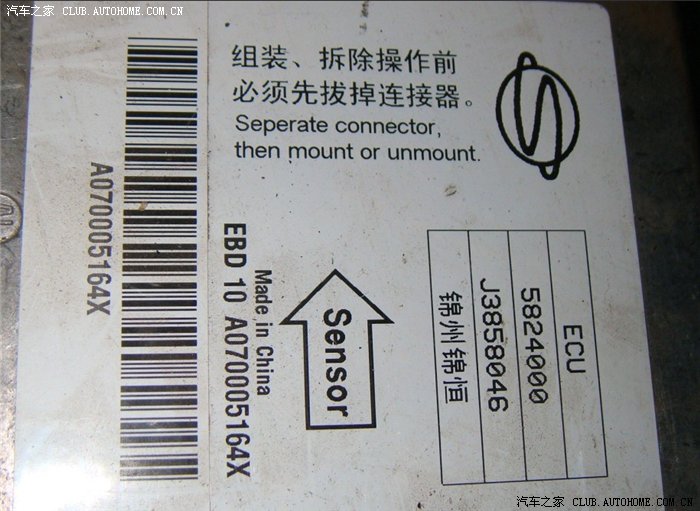 汽车之家 CLUB.AUTOHOME.COM.CN
组装、拆除操作前
必须先拔掉连接器。
Seperate connector,
then mount or unmount.
A070005164X
EBD 10 A070005164X
Made in China
Sensor
ECU
5824000
J3858046
锦州锦恒
汽车之家 CLUB.AUTOHOME.COM.CN